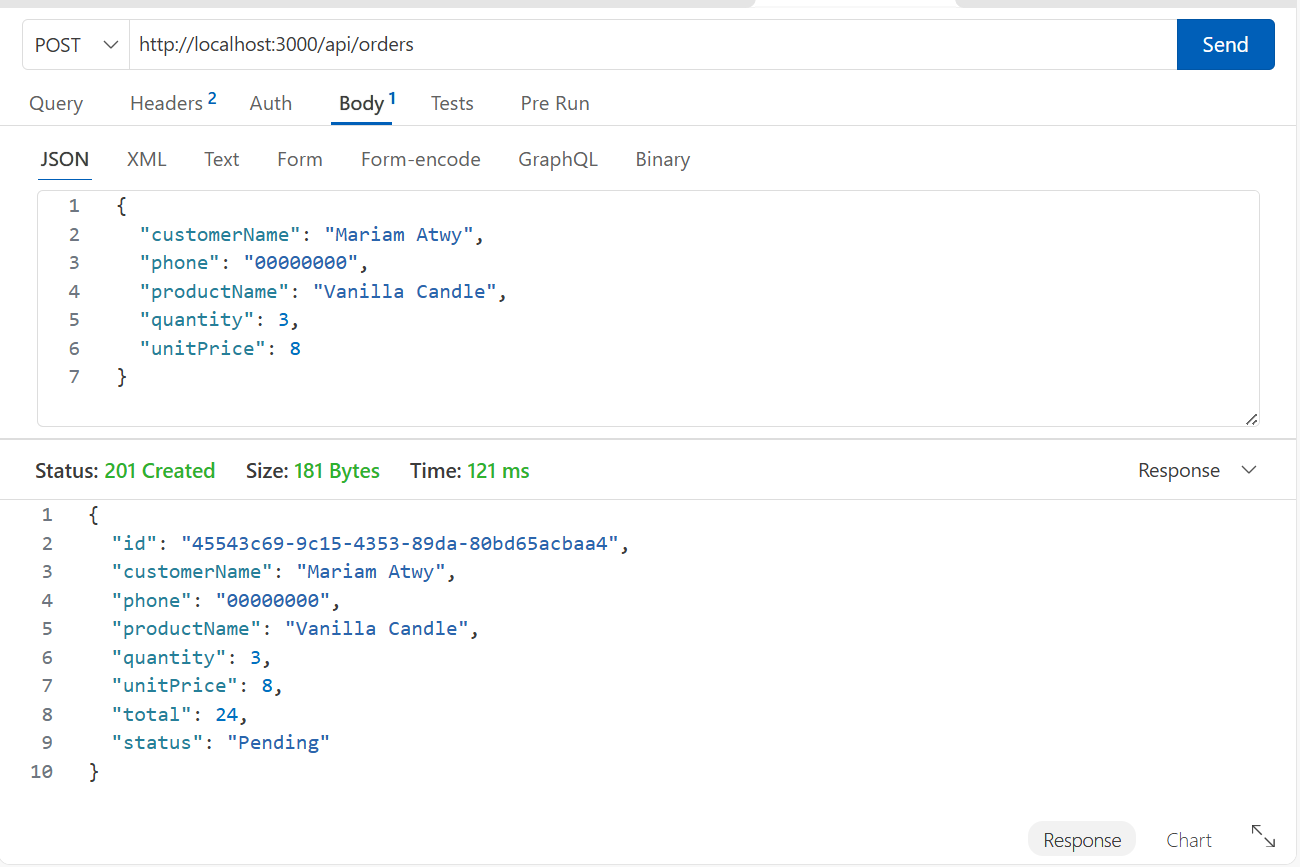 POST http://localhost:3000/api/orders Send
Query Headers 2 Auth Body 1 Tests Pre Run
JSON XML Text Form Form-encode GraphQL Binary
1 {
2 "customerName": "Mariam Atwy",
3 "phone": "00000000",
4 "productName": "Vanilla Candle",
5 "quantity": 3,
6 "unitPrice": 8
7 }
Status: 201 Created Size: 181 Bytes Time: 121 ms Response
1 {
2 "id": "45543c69-9c15-4353-89da-80bd65acbaa4",
3 "customerName": "Mariam Atwy",
4 "phone": "00000000",
5 "productName": "Vanilla Candle",
6 "quantity": 3,
7 "unitPrice": 8,
8 "total": 24,
9 "status": "Pending"
10 }
Response Chart